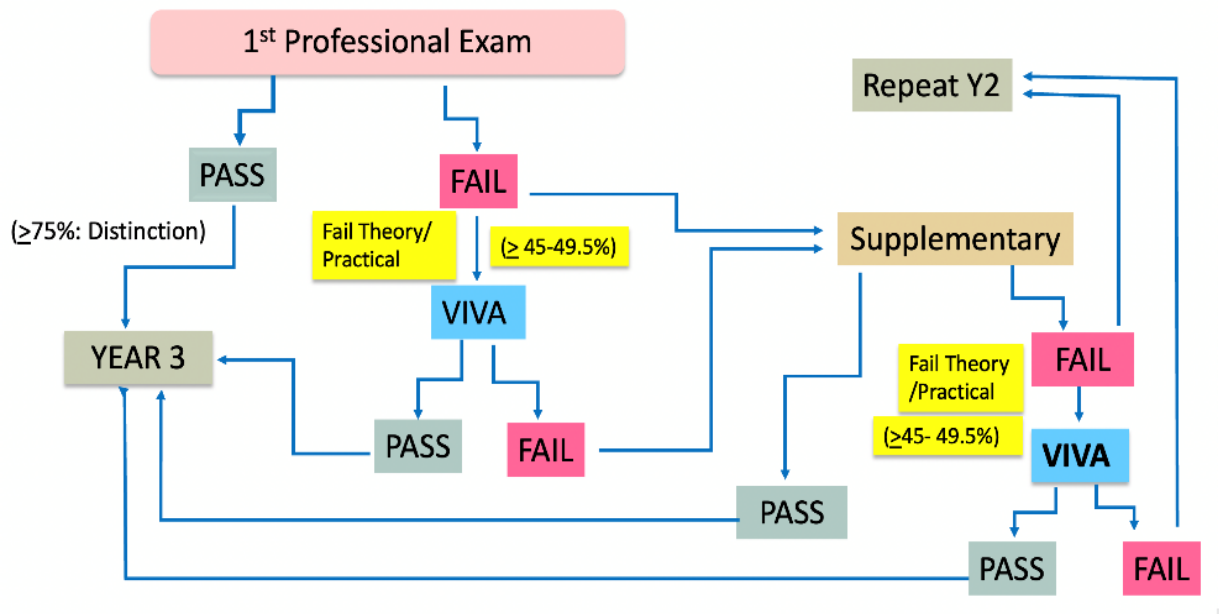 1st Professional Exam
Repeat Y2
PASS
FAIL
(≥75%: Distinction)
Fail Theory/
Practical
(≥ 45-49.5%)
Supplementary
VIVA
YEAR 3
FAIL
Fail Theory
/Practical
(≥45- 49.5%)
PASS
FAIL
VIVA
PASS
PASS
FAIL